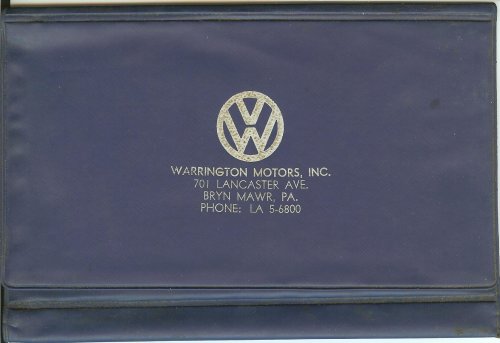 WARRINGTON MOTORS, INC.
701 LANCASTER AVE.
BRYN MAWR, PA.
PHONE: LA 5-6800